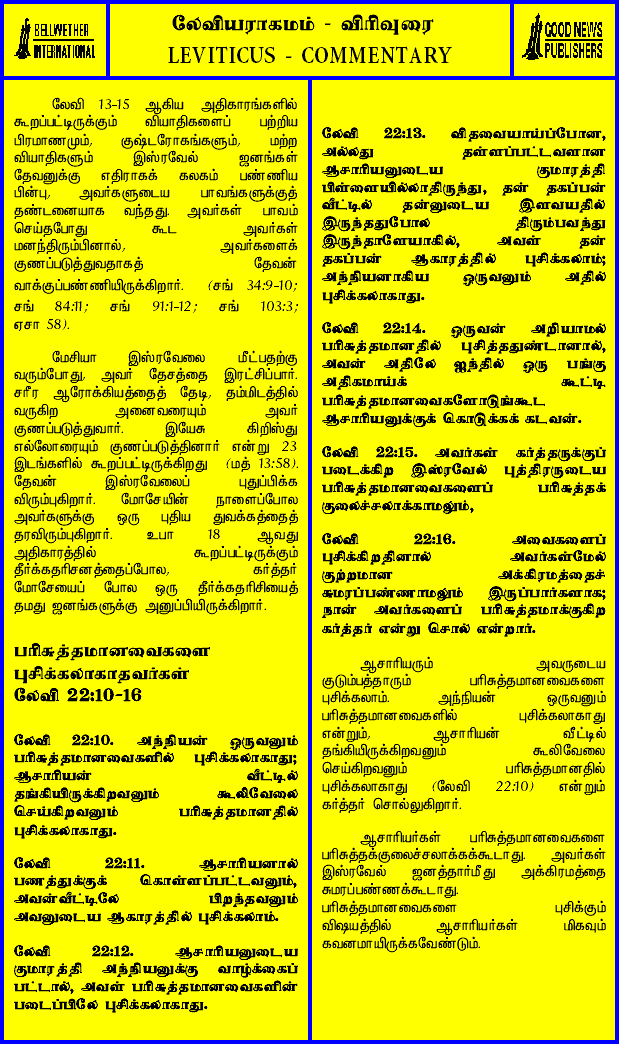 BELLWETHER
INTERNATIONAL
லேவியராகமம் - விரிவுரை
LEVITICUS - COMMENTARY
GOOD NEWS
PUBLISHERS
லேவி 13-15 ஆகிய அதிகாரங்களில்
கூறப்பட்டிருக்கும் வியாதிகளைப் பற்றிய
பிரமாணமும், குஷ்டரோகங்களும், மற்ற
வியாதிகளும் இஸ்ரவேல் ஜனங்கள்
தேவனுக்கு எதிராகக் கலகம் பண்ணிய
பின்பு, அவர்களுடைய பாவங்களுக்குத்
தண்டனையாக வந்தது. அவர்கள் பாவம்
செய்தபோது கூட அவர்கள்
மனந்திரும்பினால், அவர்களைக்
குணப்படுத்துவதாகத் தேவன்
வாக்குப்பண்ணியிருக்கிறார். (சங் 34:9-10;
சங் 84:11; சங் 91:1-12; சங் 103:3;
ஏசா 58).
மேசியா இஸ்ரவேலை மீட்பதற்கு
வரும்போது, அவர் தேசத்தை இரட்சிப்பார்.
சரீர ஆரோக்கியத்தைத் தேடி, தம்மிடத்தில்
வருகிற அனைவரையும் அவர்
குணப்படுத்துவார். இயேசு கிறிஸ்து
எல்லோரையும் குணப்படுத்தினார் என்று 23
இடங்களில் கூறப்பட்டிருக்கிறது (மத் 13:58).
தேவன் இஸ்ரவேலைப் புதுப்பிக்க
விரும்புகிறார். மோசேயின் நாளைப்போல
அவர்களுக்கு ஒரு புதிய துவக்கத்தைத்
தரவிரும்புகிறார். உபா 18 ஆவது
அதிகாரத்தில் கூறப்பட்டிருக்கும்
தீர்க்கதரிசனத்தைப்போல, கர்த்தர்
மோசேயைப் போல ஒரு தீர்க்கதரிசியைத்
தமது ஜனங்களுக்கு அனுப்பியிருக்கிறார்.
பரிசுத்தமானவைகளை
புசிக்கலாகாதவர்கள்
லேவி 22:10-16
லேவி 22:10. அந்நியன் ஒருவனும்
பரிசுத்தமானவைகளில் புசிக்கலாகாது;
ஆசாரியன் வீட்டில்
தங்கியிருக்கிறவனும் கூலிவேலை
செய்கிறவனும் பரிசுத்தமானதில்
புசிக்கலாகாது.
லேவி 22:11. ஆசாரியனால்
பணத்துக்குக் கொள்ளப்பட்டவனும்,
அவன்வீட்டிலே பிறந்தவனும்
அவனுடைய ஆகாரத்தில் புசிக்கலாம்.
லேவி 22:12. ஆசாரியனுடைய
குமாரத்தி அந்நியனுக்கு வாழ்க்கைப்
பட்டால், அவள் பரிசுத்தமானவைகளின்
படைப்பிலே புசிக்கலாகாது.
லேவி 22:13. விதவையாய்ப்போன,
அல்லது தள்ளப்பட்டவளான
ஆசாரியனுடைய குமாரத்தி
பிள்ளையில்லாதிருந்து, தன் தகப்பன்
வீட்டில் தன்னுடைய இளவயதில்
இருந்ததுபோல் திரும்பவந்து
இருந்தாளேயாகில், அவள் தன்
தகப்பன் ஆகாரத்தில் புசிக்கலாம்;
அந்நியனாகிய ஒருவனும் அதில்
புசிக்கலாகாது.
லேவி 22:14. ஒருவன் அறியாமல்
பரிசுத்தமானதில் புசித்ததுண்டானால்,
அவன் அதிலே ஐந்தில் ஒரு பங்கு
அதிகமாய்க் கூட்டி
பரிசுத்தமானவைகளோடுங்கூட
ஆசாரியனுக்குக் கொடுக்கக் கடவன்.
லேவி 22:15. அவர்கள் கர்த்தருக்குப்
படைக்கிற இஸ்ரவேல் புத்திரருடைய
பரிசுத்தமானவைகளைப் பரிசுத்தக்
குலைச்சலாக்காமலும்,
லேவி 22:16. அவைகளைப்
புசிக்கிறதினால் அவர்கள்மேல்
குற்றமான அக்கிரமத்தைச்
சுமரப்பண்ணாமலும் இருப்பார்களாக;
நான் அவர்களைப் பரிசுத்தமாக்குகிற
கர்த்தர் என்று சொல் என்றார்.
ஆசாரியரும் அவருடைய
குடும்பத்தாரும் பரிசுத்தமானவைகளை
புசிக்கலாம். அந்நியன் ஒருவனும்
பரிசுத்தமானவைகளில் புசிக்கலாகாது
என்றும், ஆசாரியன் வீட்டில்
தங்கியிருக்கிறவனும் கூலிவேலை
செய்கிறவனும் பரிசுத்தமானதில்
புசிக்கலாகாது (லேவி 22:10) என்றும்
கர்த்தர் சொல்லுகிறார்.
ஆசாரியர்கள் பரிசுத்தமானவைகளை
பரிசுத்தக்குலைச்சலாக்கக்கூடாது. அவர்கள்
இஸ்ரவேல் ஜனத்தார்மீது அக்கிரமத்தை
சுமரப்பண்ணக்கூடாது.
பரிசுத்தமானவைகளை புசிக்கும்
விஷயத்தில் ஆசாரியர்கள் மிகவும்
கவனமாயிருக்கவேண்டும்.